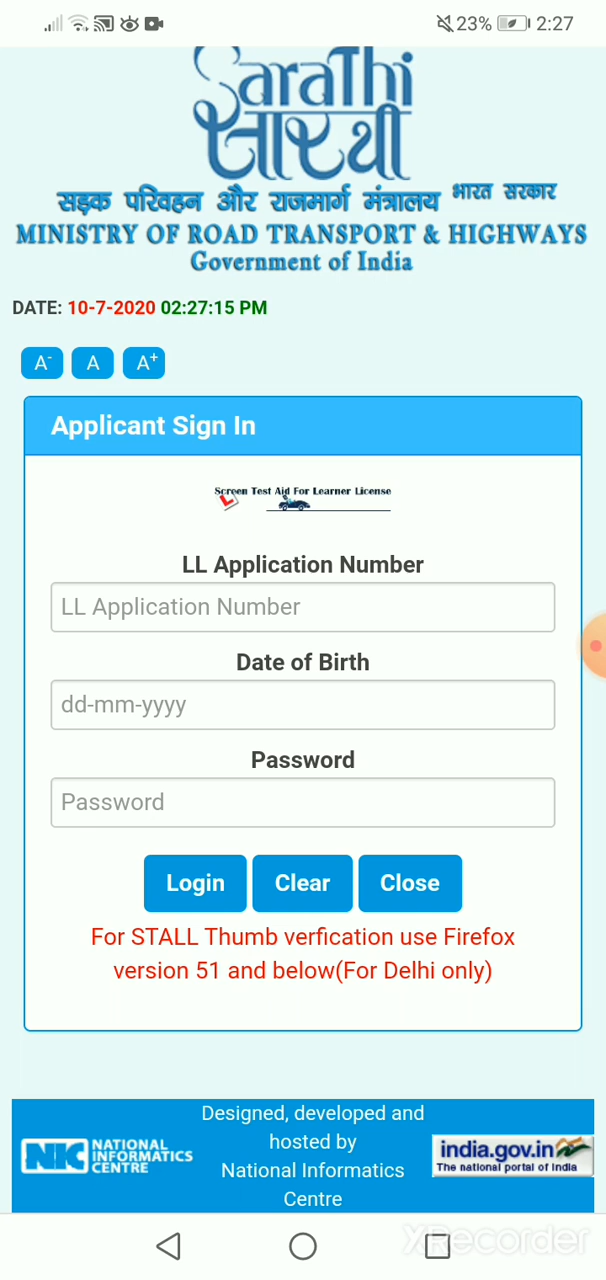 23% 2:27
Sarathi
सारथी
सड़क परिवहन और राजमार्ग मंत्रालय भारत सरकार
MINISTRY OF ROAD TRANSPORT & HIGHWAYS
Government of India
DATE: 10-7-2020 02:27:15 PM
A- A A+
Applicant Sign In
Screen Test Aid For Learner License
L
LL Application Number
LL Application Number
Date of Birth
dd-mm-yyyy
Password
Password
Login Clear Close
For STALL Thumb verfication use Firefox
version 51 and below(For Delhi only)
Designed, developed and
hosted by
National Informatics
Centre
NIC NATIONAL
INFORMATICS
CENTRE
india.gov.in
The national portal of India
XRecorder